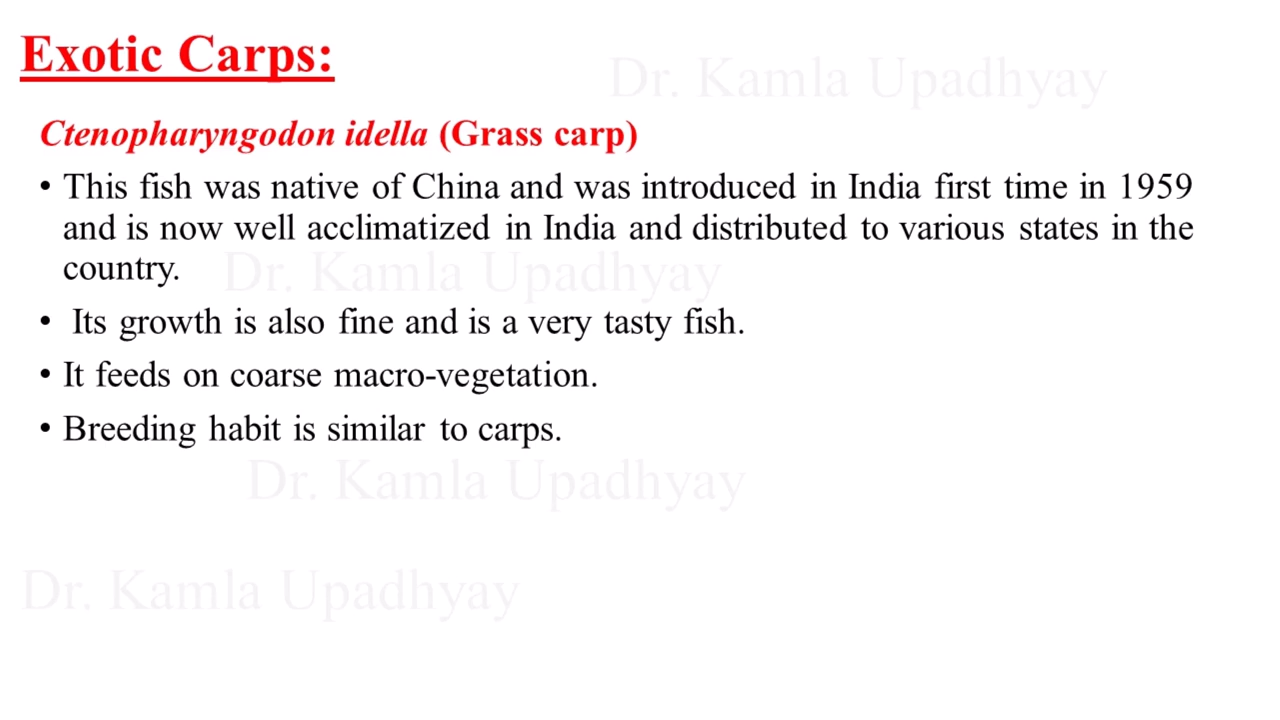 Exotic Carps:
Dr. Kamla Upadhyay
Ctenopharyngodon idella (Grass carp)
• This fish was native of China and was introduced in India first time in 1959
and is now well acclimatized in India and distributed to various states in the
country.
Dr. Kamla Upadhyay
• Its growth is also fine and is a very tasty fish.
• It feeds on coarse macro-vegetation.
• Breeding habit is similar to carps.
Dr. Kamla Upadhyay
Dr. Kamla Upadhyay